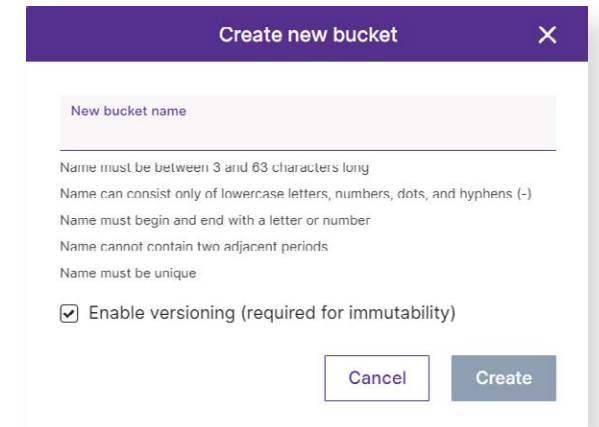 Create new bucket
New bucket name
Name must be between 3 and 63 characters long
Name can consist only of lowercase letters, numbers, dots, and hyphens (-)
Name must begin and end with a letter or number
Name cannot contain two adjacent periods
Name must be unique
Enable versioning (required for immutability)
Cancel Create